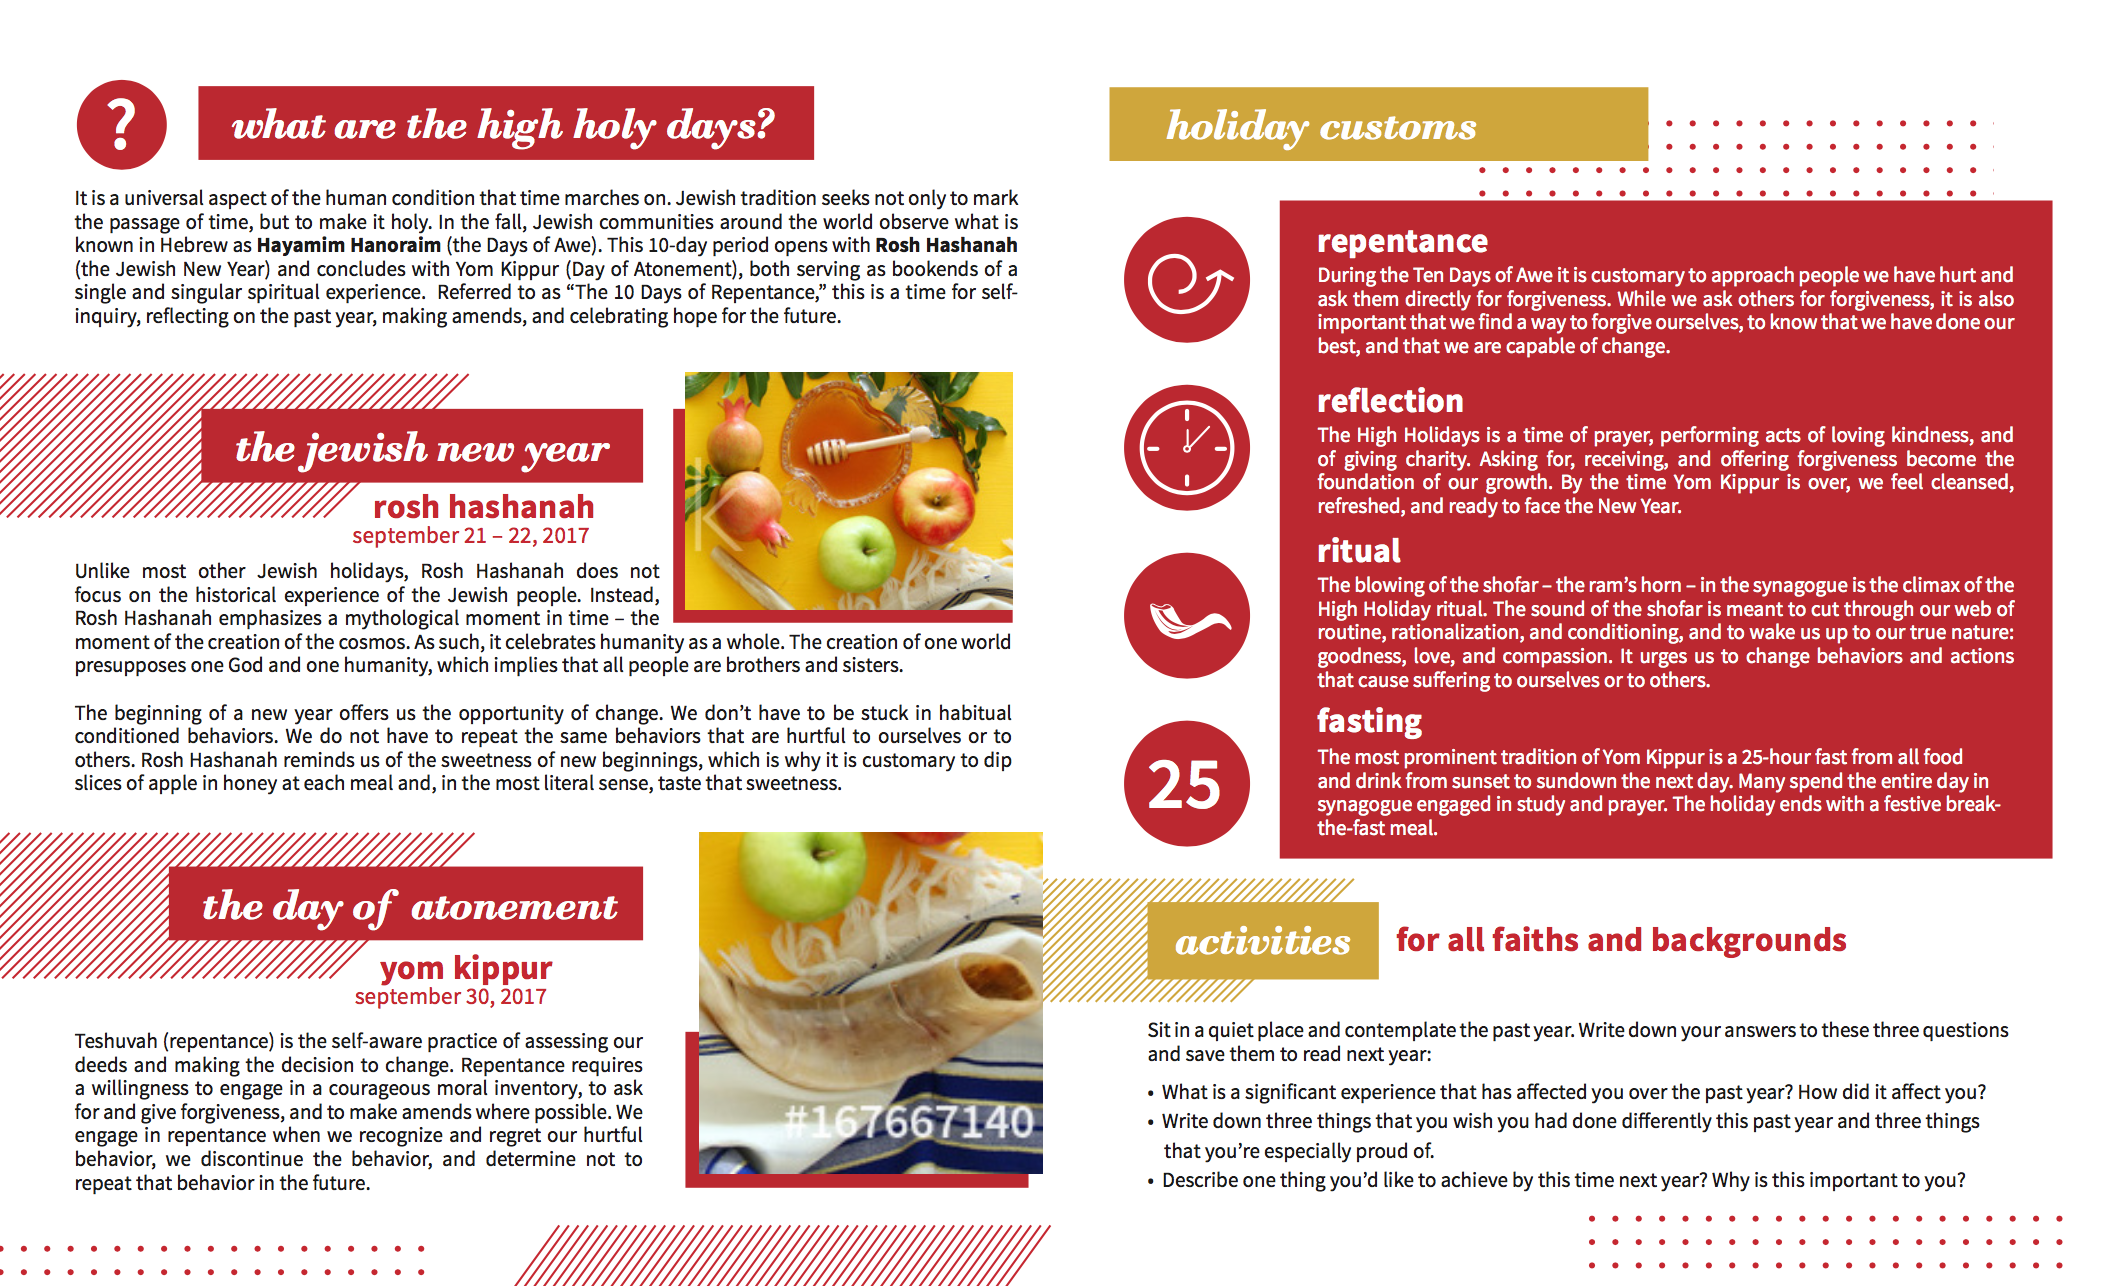 ?
what are the high holy days?
It is a universal aspect of the human condition that time marches on. Jewish tradition seeks not only to mark
the passage of time, but to make it holy. In the fall, Jewish communities around the world observe what is
known in Hebrew as Hayamim Hanoraim (the Days of Awe). This 10-day period opens with Rosh Hashanah
(the Jewish New Year) and concludes with Yom Kippur (Day of Atonement), both serving as bookends of a
single and singular spiritual experience.  Referred to as “The 10 Days of Repentance,” this is a time for self-
inquiry, reflecting on the past year, making amends, and celebrating hope for the future.
the jewish new year
rosh hashanah
september 21 – 22, 2017
Unlike most other Jewish holidays, Rosh Hashanah does not
focus on the historical experience of the Jewish people. Instead,
Rosh Hashanah emphasizes a mythological moment in time – the
moment of the creation of the cosmos. As such, it celebrates humanity as a whole. The creation of one world
presupposes one God and one humanity, which implies that all people are brothers and sisters.
The beginning of a new year offers us the opportunity of change. We don’t have to be stuck in habitual
conditioned behaviors. We do not have to repeat the same behaviors that are hurtful to ourselves or to
others. Rosh Hashanah reminds us of the sweetness of new beginnings, which is why it is customary to dip
slices of apple in honey at each meal and, in the most literal sense, taste that sweetness.
the day of atonement
yom kippur
september 30, 2017
Teshuvah (repentance) is the self-aware practice of assessing our
deeds and making the decision to change. Repentance requires
a willingness to engage in a courageous moral inventory, to ask
for and give forgiveness, and to make amends where possible. We
engage in repentance when we recognize and regret our hurtful
behavior, we discontinue the behavior, and determine not to
repeat that behavior in the future.
#167667140
holiday customs
repentance
During the Ten Days of Awe it is customary to approach people we have hurt and
ask them directly for forgiveness. While we ask others for forgiveness, it is also
important that we find a way to forgive ourselves, to know that we have done our
best, and that we are capable of change.
reflection
The High Holidays is a time of prayer, performing acts of loving kindness, and
of giving charity. Asking for, receiving, and offering forgiveness become the
foundation of our growth. By the time Yom Kippur is over, we feel cleansed,
refreshed, and ready to face the New Year.
ritual
The blowing of the shofar – the ram’s horn – in the synagogue is the climax of the
High Holiday ritual. The sound of the shofar is meant to cut through our web of
routine, rationalization, and conditioning, and to wake us up to our true nature:
goodness, love, and compassion. It urges us to change behaviors and actions
that cause suffering to ourselves or to others.
25
fasting
The most prominent tradition of Yom Kippur is a 25-hour fast from all food
and drink from sunset to sundown the next day. Many spend the entire day in
synagogue engaged in study and prayer. The holiday ends with a festive break-
the-fast meal.
activities for all faiths and backgrounds
Sit in a quiet place and contemplate the past year. Write down your answers to these three questions
and save them to read next year:
• What is a significant experience that has affected you over the past year? How did it affect you?
• Write down three things that you wish you had done differently this past year and three things
that you’re especially proud of.
• Describe one thing you’d like to achieve by this time next year? Why is this important to you?